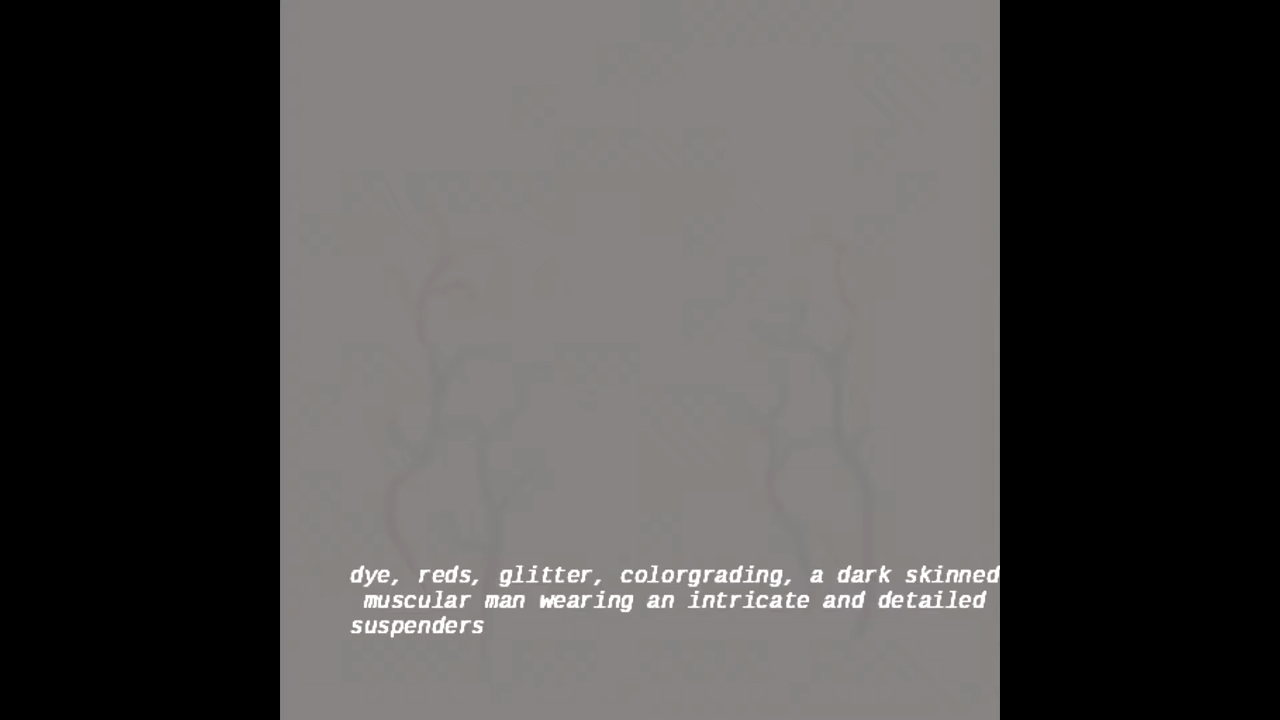 dye, reds, glitter, colorgrading, a dark skinned
muscular man wearing an intricate and detailed
suspenders